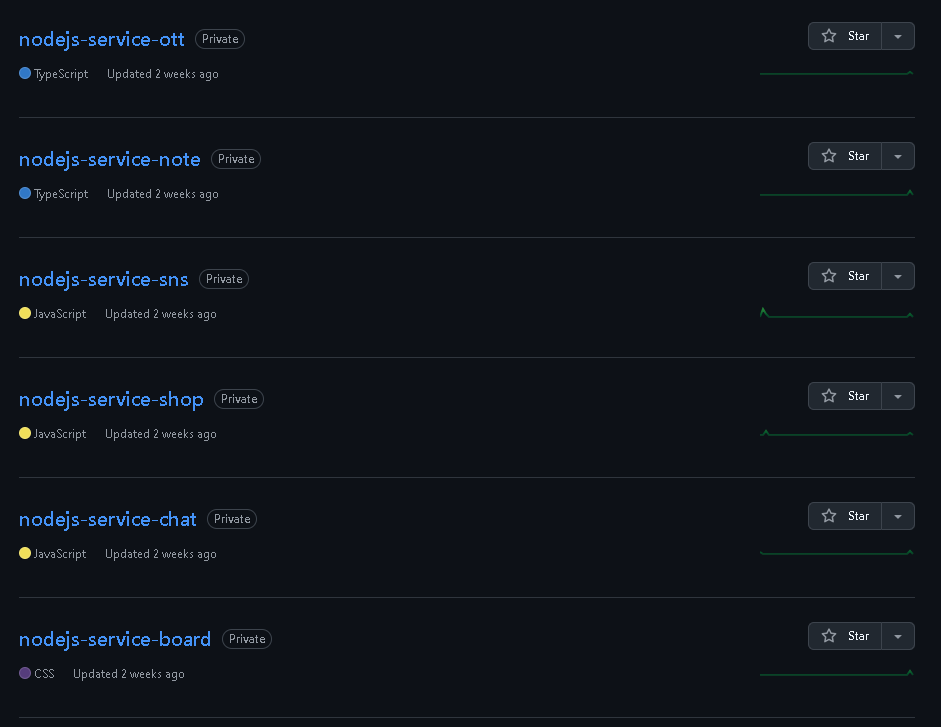 nodejs-service-ott Private Star
TypeScript Updated 2 weeks ago
nodejs-service-note Private Star
TypeScript Updated 2 weeks ago
nodejs-service-sns Private Star
JavaScript Updated 2 weeks ago
nodejs-service-shop Private Star
JavaScript Updated 2 weeks ago
nodejs-service-chat Private Star
JavaScript Updated 2 weeks ago
nodejs-service-board Private Star
CSS Updated 2 weeks ago